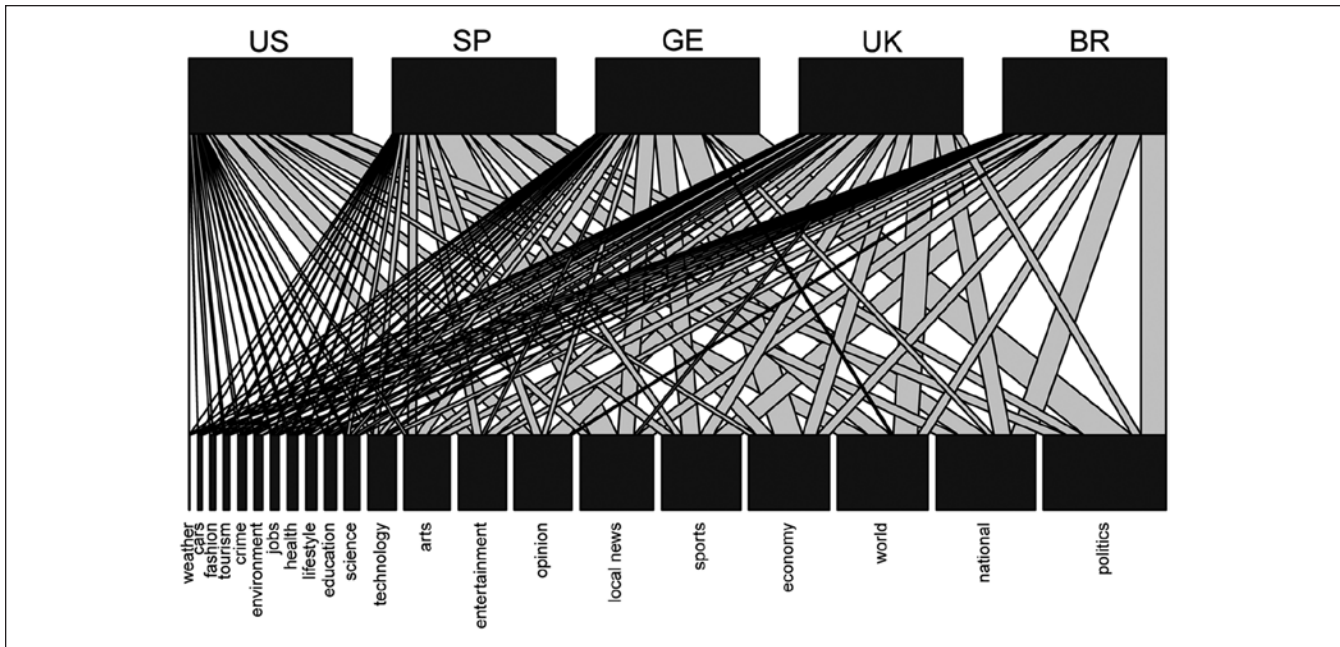 US SP GE UK BR
weather
cars
fashion
tourism
crime
environment
jobs
health
lifestyle
education
science
technology
arts
entertainment
opinion
local news
sports
economy
world
national
politics